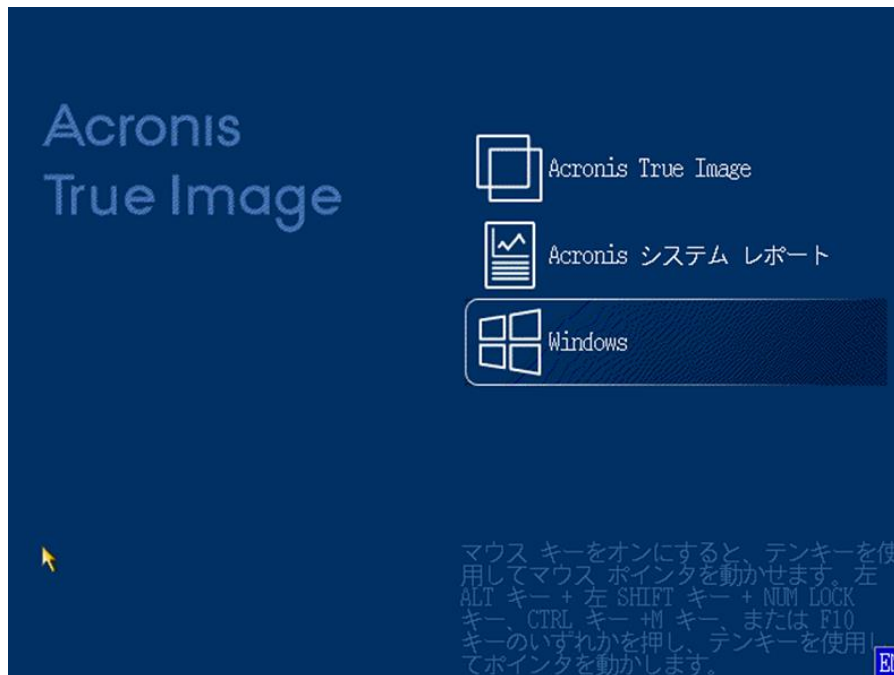 Acronis
True Image
Acronis True Image
Acronis システム レポート
Windows
マウス キーをオンにすると、テンキーを使
用してマウス ポインタを動かせます。左
ALT キー + 左 SHIFT キー + NUM LOCK
キー、CTRL キー +M キー、または F10
キーのいずれかを押し、テンキーを使用し
てポインタを動かします。